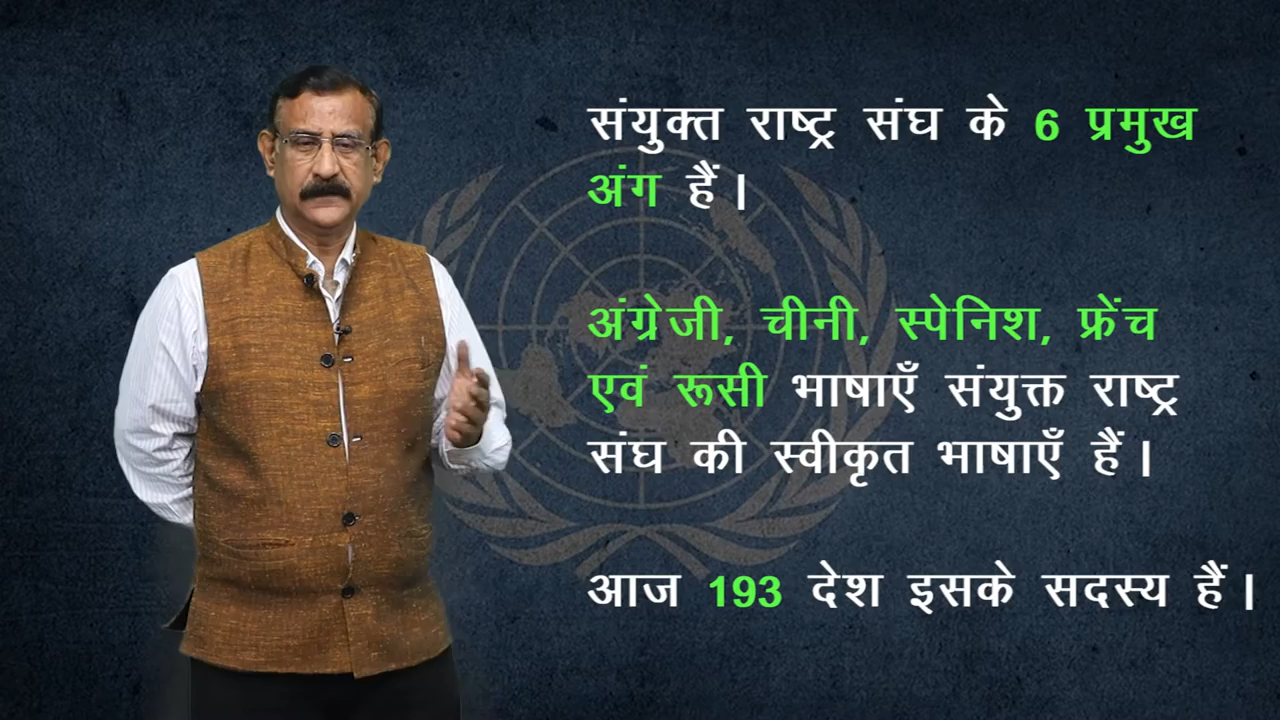 संयुक्त राष्ट्र संघ के 6 प्रमुख
अंग हैं।
अंग्रेजी, चीनी, स्पेनिश, फ्रेंच
एवं रूसी भाषाएँ संयुक्त राष्ट्र
संघ की स्वीकृत भाषाएँ हैं।
आज 193 देश इसके सदस्य हैं।